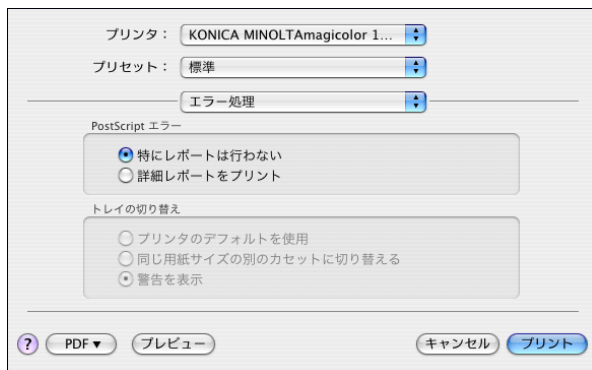 プリンタ： KONICA MINOLTAmagicolor 1...
プリセット： 標準
エラー処理
PostScript エラー
特にレポートは行わない
詳細レポートをプリント
トレイの切り替え
プリンタのデフォルトを使用
同じ用紙サイズの別のカセットに切り替える
警告を表示
? PDF▼ プレビュー キャンセル プリント